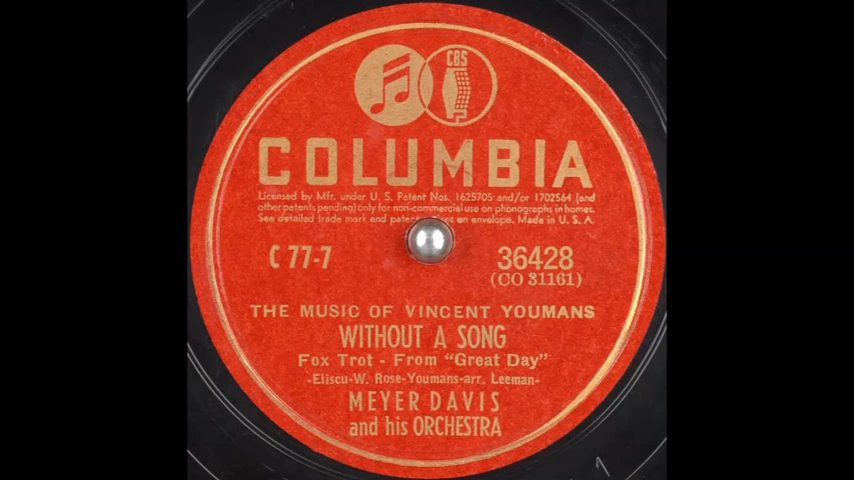 CBS
COLUMBIA
Licensed by Mfr. under U. S. Patent Nos. 1625705 and/or 1702564 (and
other patents pending) only for non-commercial use on phonographs in homes.
See detailed trade mark and patent on envelope. Made in U. S. A.
C 77-7
36428
(CO 31161)
THE MUSIC OF VINCENT YOUMANS
WITHOUT A SONG
Fox Trot - From "Great Day"
-Eliscu-W. Rose-Youmans-arr. Leeman-
MEYER DAVIS
and his ORCHESTRA